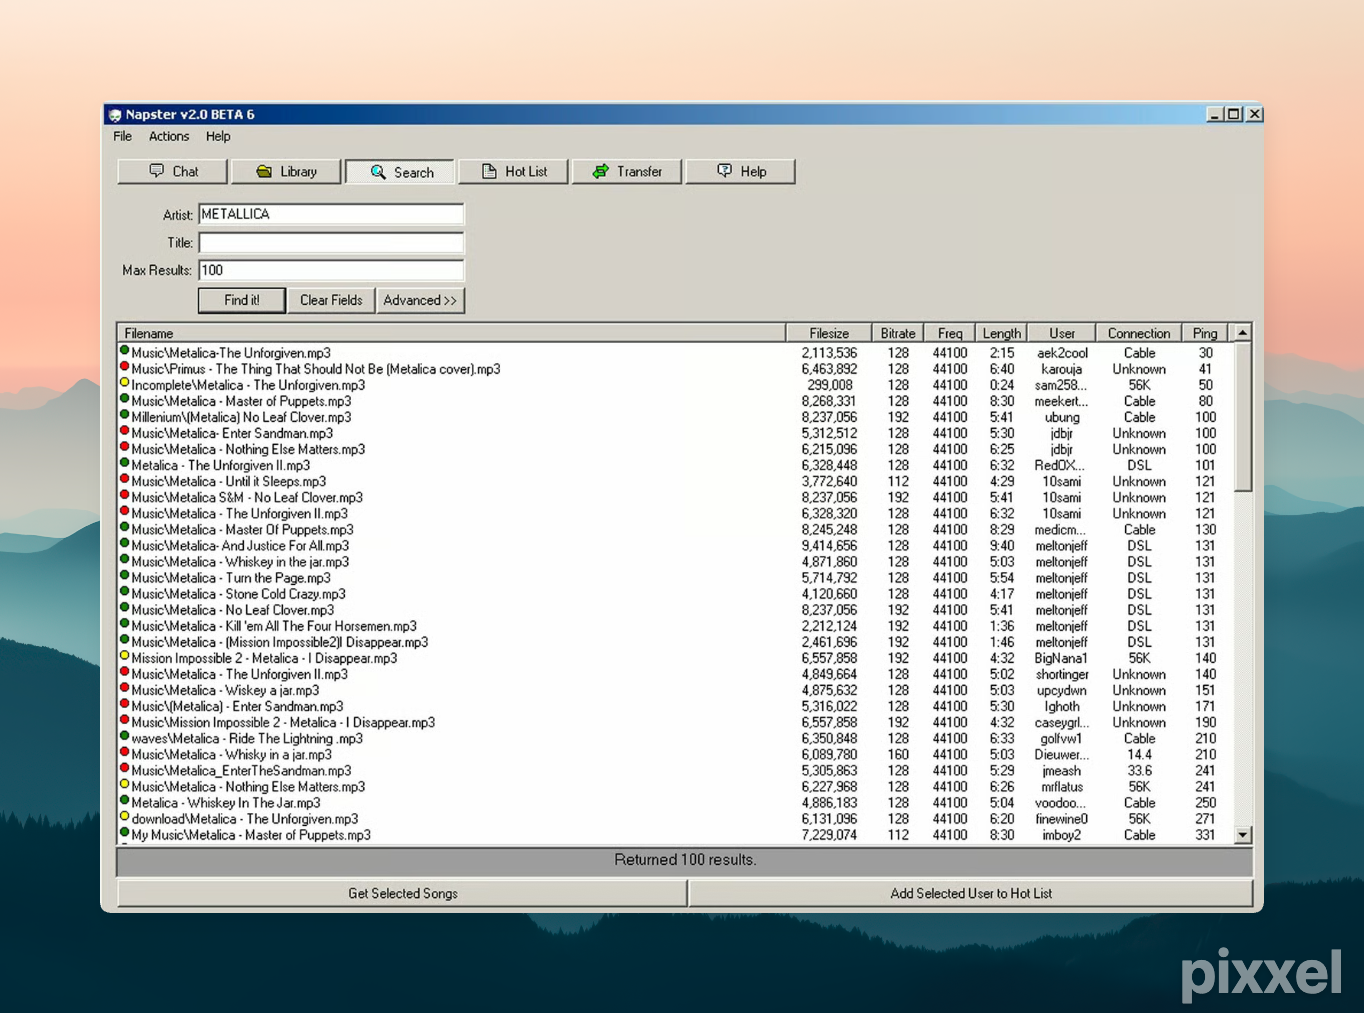 Napster v2.0 BETA 6
File Actions Help
Chat Library Search Hot List Transfer Help
Artist: METALLICA
Title:
Max Results: 100
Find it! Clear Fields Advanced >>
Filename Filesize Bitrate Freq Length User Connection Ping
Music\Metalica-The Unforgiven.mp3 2,113,536 128 44100 2:15 aek2cool Cable 30
Music\Primus - The Thing That Should Not Be (Metalica cover).mp3 6,463,892 128 44100 6:40 karouja Unknown 41
Incomplete\Metalica - The Unforgiven.mp3 299,008 128 44100 0:24 sam258... 56K 50
Music\Metalica - Master of Puppets.mp3 8,268,331 128 44100 8:30 meekert... Cable 80
Millenium\(Metalica) No Leaf Clover.mp3 8,237,056 192 44100 5:41 ubung Cable 100
Music\Metalica- Enter Sandman.mp3 5,312,512 128 44100 5:30 jdbjr Unknown 100
Music\Metalica - Nothing Else Matters.mp3 6,215,096 128 44100 6:25 jdbjr Unknown 100
Metalica - The Unforgiven II.mp3 6,328,448 128 44100 6:32 RedOX... DSL 101
Music\Metalica - Until it Sleeps.mp3 3,772,640 112 44100 4:29 10sami Unknown 121
Music\Metalica S&M - No Leaf Clover.mp3 8,237,056 192 44100 5:41 10sami Unknown 121
Music\Metalica - The Unforgiven II.mp3 6,328,320 128 44100 6:32 10sami Unknown 121
Music\Metalica - Master Of Puppets.mp3 8,245,248 128 44100 8:29 medicm... Cable 130
Music\Metalica- And Justice For All.mp3 9,414,656 128 44100 9:40 meltonjeff DSL 131
Music\Metalica - Whiskey in the jar.mp3 4,871,860 128 44100 5:03 meltonjeff DSL 131
Music\Metalica - Turn the Page.mp3 5,714,792 128 44100 5:54 meltonjeff DSL 131
Music\Metalica - Stone Cold Crazy.mp3 4,120,660 128 44100 4:17 meltonjeff DSL 131
Music\Metalica - No Leaf Clover.mp3 8,237,056 192 44100 5:41 meltonjeff DSL 131
Music\Metalica - Kill 'em All The Four Horsemen.mp3 2,212,124 192 44100 1:36 meltonjeff DSL 131
Music\Metalica - (Mission Impossible2)I Disappear.mp3 2,461,696 192 44100 1:46 meltonjeff DSL 131
Mission Impossible 2 - Metalica - I Disappear.mp3 6,557,858 192 44100 4:32 BigNana1 56K 140
Music\Metalica - The Unforgiven II.mp3 4,849,664 128 44100 5:02 shortinger Unknown 140
Music\Metalica - Wiskey a jar.mp3 4,875,632 128 44100 5:03 upcydwn Unknown 151
Music\(Metalica) - Enter Sandman.mp3 5,316,022 128 44100 5:30 lghoth Unknown 171
Music\Mission Impossible 2 - Metalica - I Disappear.mp3 6,557,858 192 44100 4:32 caseygrl... Unknown 190
waves\Metalica - Ride The Lightning .mp3 6,350,848 128 44100 6:33 golfvw1 Cable 210
Music\Metalica - Whisky in a jar.mp3 6,089,780 160 44100 5:03 Dieuwer... 14.4 210
Music\Metalica_EnterTheSandman.mp3 5,305,863 128 44100 5:29 jmeash 33.6 241
Music\Metalica - Nothing Else Matters.mp3 6,227,968 128 44100 6:26 mrflatus 56K 241
Metalica - Whiskey In The Jar.mp3 4,886,183 128 44100 5:04 voodoo... Cable 250
download\Metalica - The Unforgiven.mp3 6,131,096 128 44100 6:20 finewine0 56K 271
My Music\Metalica - Master of Puppets.mp3 7,229,074 112 44100 8:30 imboy2 Cable 331
Returned 100 results.
Get Selected Songs Add Selected User to Hot List
pixxel